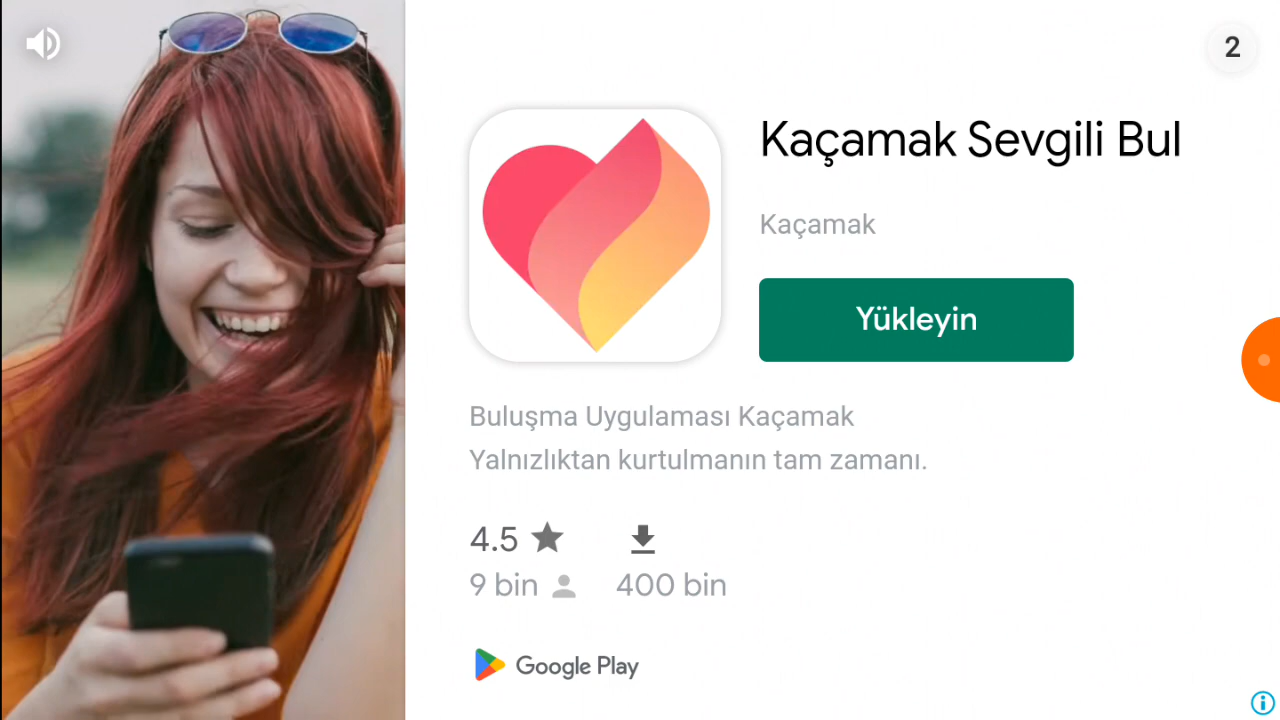 2
Kaçamak Sevgili Bul
Kaçamak
Yükleyin
Buluşma Uygulaması Kaçamak
Yalnızlıktan kurtulmanın tam zamanı.
4.5
9 bin 400 bin
Google Play